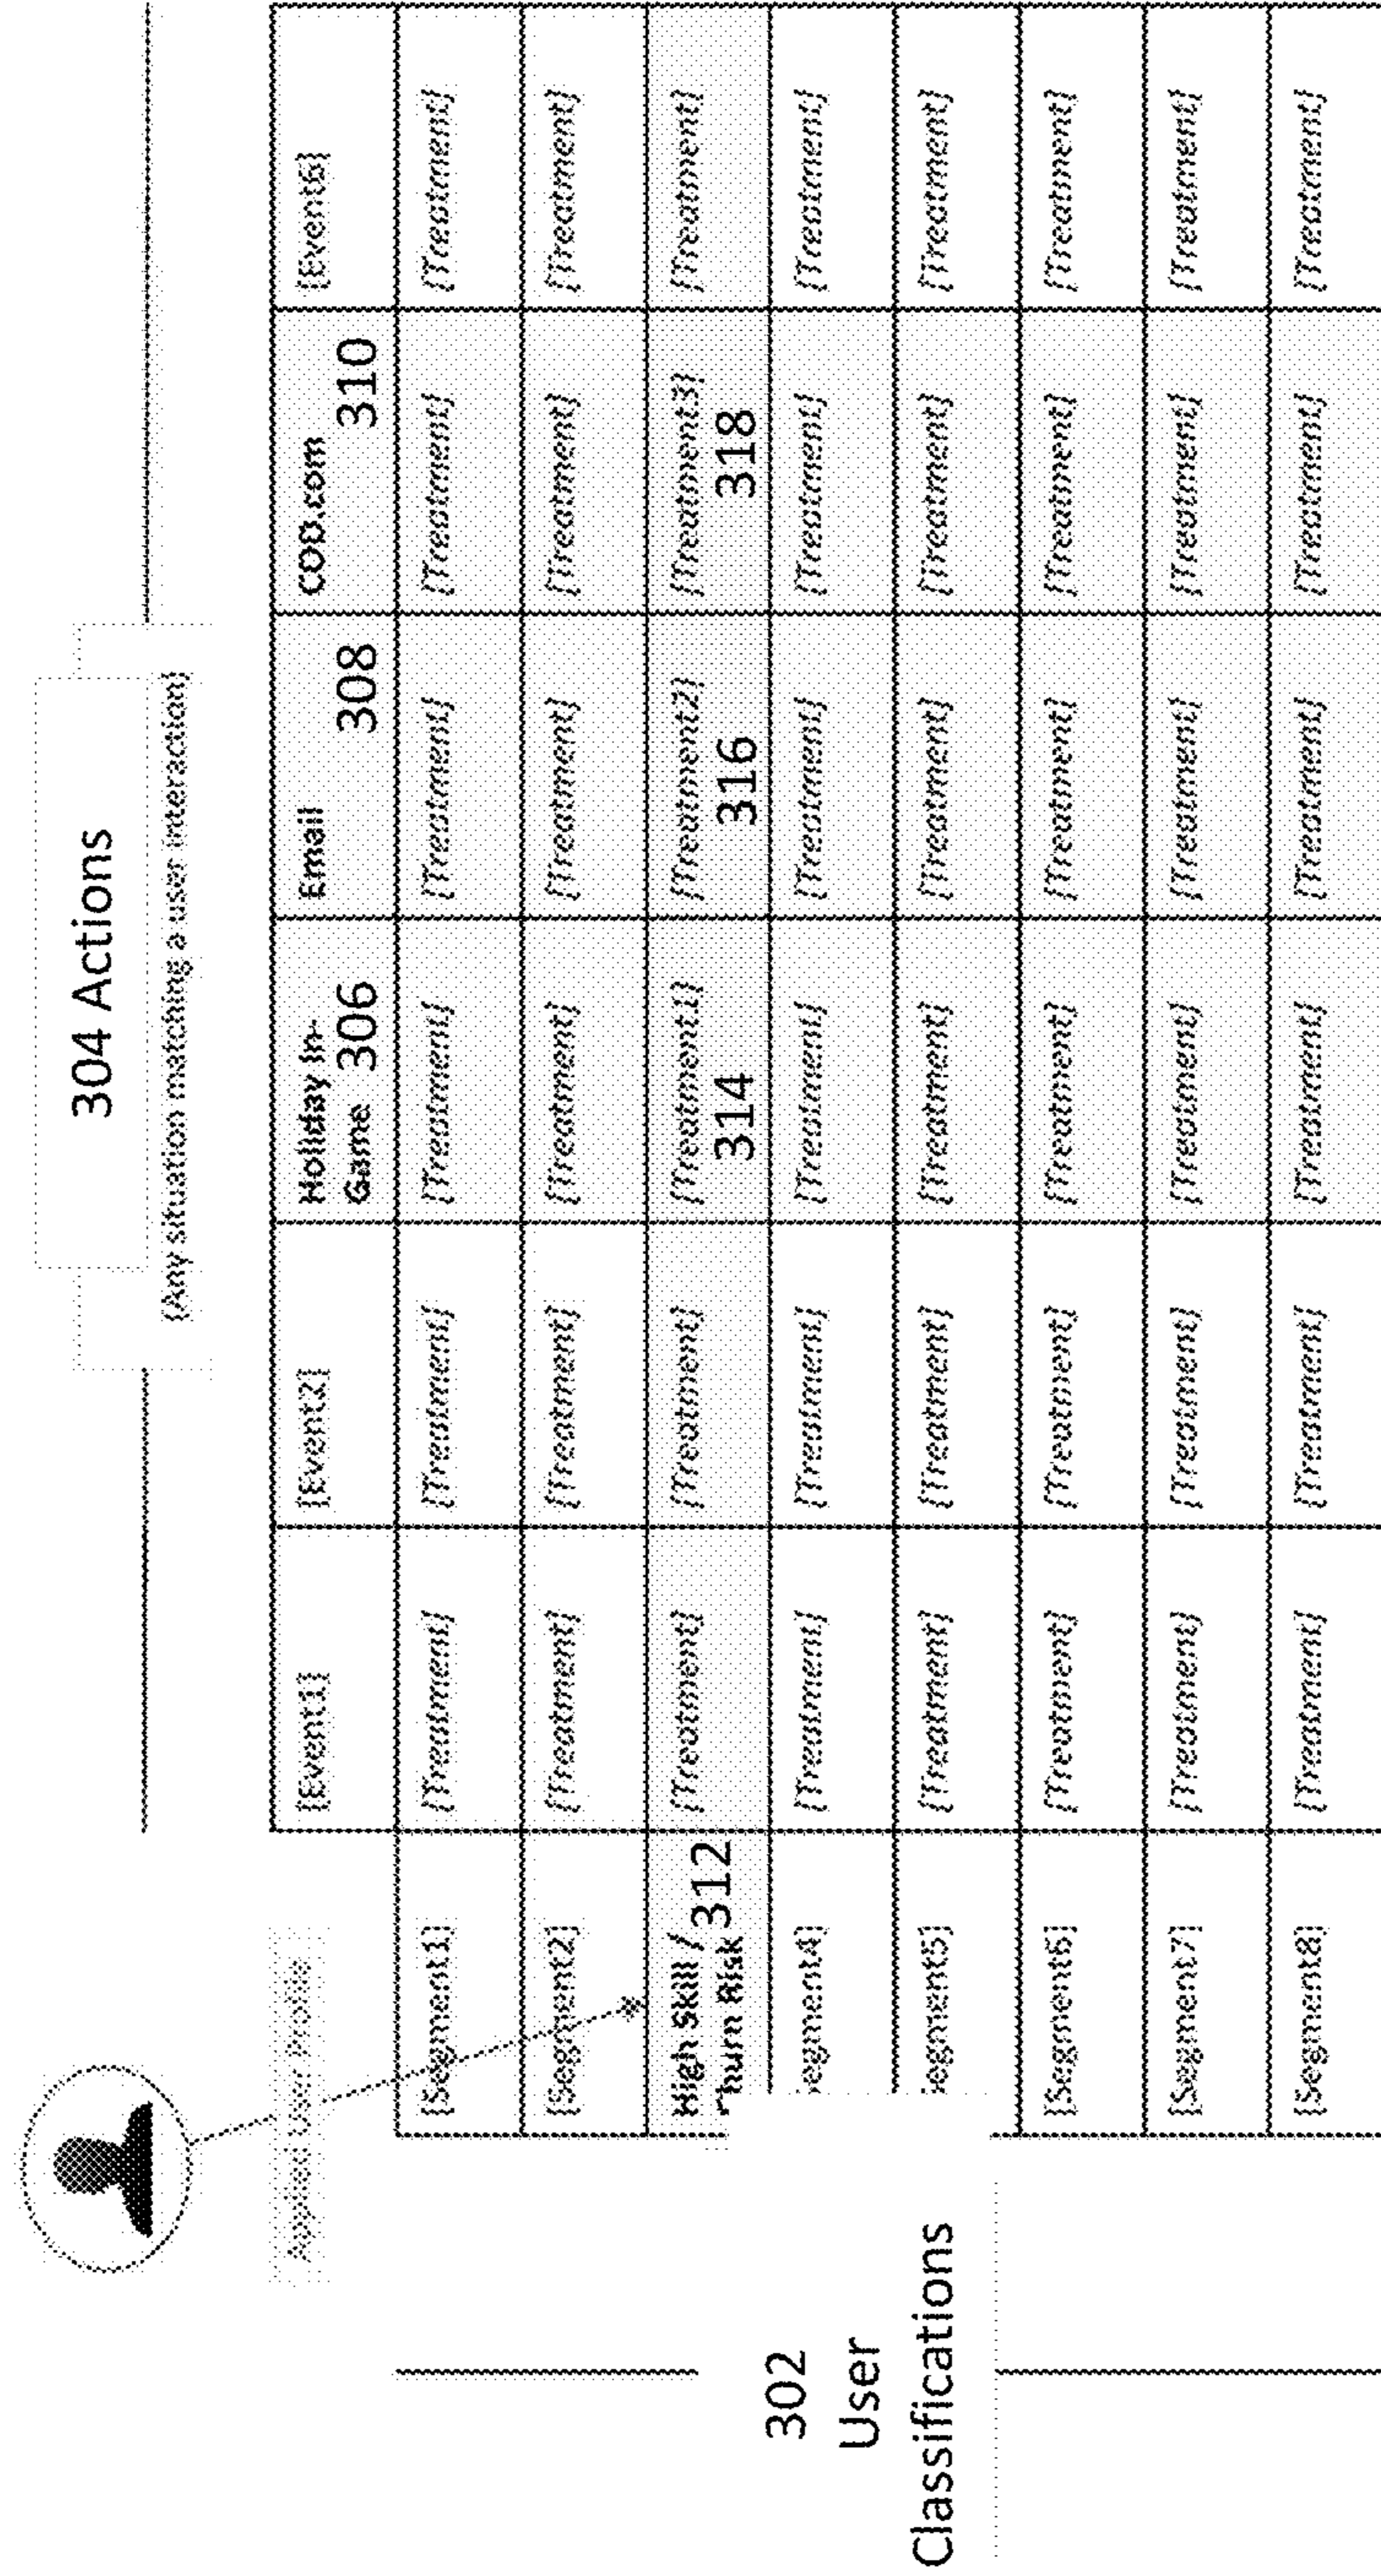 304 Actions
[Any situation matching a user interaction]
Applied User Profile
[Event1] [Event2] Holiday In- Email COD.com [Event6]
Game 306 308 310
[Segment1] [Treatment] [Treatment] [Treatment] [Treatment] [Treatment] [Treatment]
[Segment2] [Treatment] [Treatment] [Treatment] [Treatment] [Treatment] [Treatment]
High Skill / [Treatment] [Treatment] [Treatment1] [Treatment2] [Treatment3] [Treatment]
Churn Risk 312 314 316 318
302
User
Classifications
egment4] [Treatment] [Treatment] [Treatment] [Treatment] [Treatment] [Treatment]
egment5] [Treatment] [Treatment] [Treatment] [Treatment] [Treatment] [Treatment]
[Segment6] [Treatment] [Treatment] [Treatment] [Treatment] [Treatment] [Treatment]
[Segment7] [Treatment] [Treatment] [Treatment] [Treatment] [Treatment] [Treatment]
[Segment8] [Treatment] [Treatment] [Treatment] [Treatment] [Treatment] [Treatment]